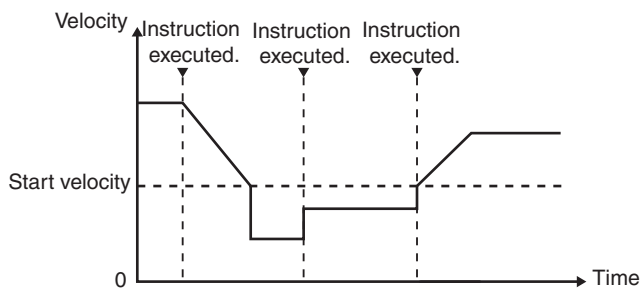 Velocity
Instruction executed.
Instruction executed.
Instruction executed.
Start velocity
0
Time